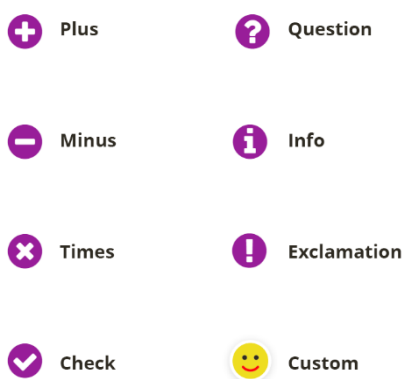 Plus
Question
Minus
Info
Times
Exclamation
Check
Custom